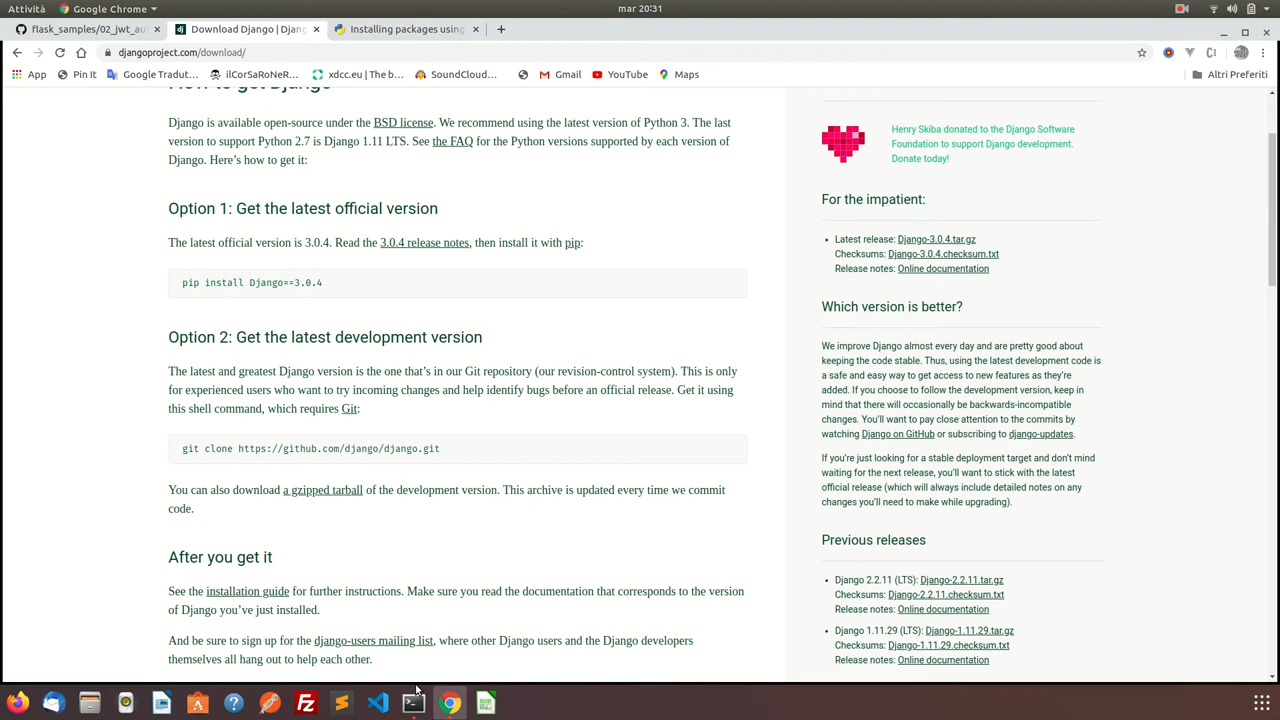 Attività
Google Chrome
mar 20:31
flask_samples/02_jwt_au
Download Django | Djan
Installing packages using
djangoproject.com/download/
App
Pin It
Google Tradut...
ilCorSaRoNeR...
xdcc.eu | The b...
SoundCloud...
Gmail
YouTube
Maps
Altri Preferiti
How to get Django
Django is available open-source under the BSD license. We recommend using the latest version of Python 3. The last
version to support Python 2.7 is Django 1.11 LTS. See the FAQ for the Python versions supported by each version of
Django. Here's how to get it:
Option 1: Get the latest official version
The latest official version is 3.0.4. Read the 3.0.4 release notes, then install it with pip:
pip install Django==3.0.4
Option 2: Get the latest development version
The latest and greatest Django version is the one that's in our Git repository (our revision-control system). This is only
for experienced users who want to try incoming changes and help identify bugs before an official release. Get it using
this shell command, which requires Git:
git clone https://github.com/django/django.git
You can also download a gzipped tarball of the development version. This archive is updated every time we commit
code.
After you get it
See the installation guide for further instructions. Make sure you read the documentation that corresponds to the version
of Django you've just installed.
And be sure to sign up for the django-users mailing list, where other Django users and the Django developers
themselves all hang out to help each other.
Henry Skiba donated to the Django Software
Foundation to support Django development.
Donate today!
For the impatient:
Latest release: Django-3.0.4.tar.gz
Checksums: Django-3.0.4.checksum.txt
Release notes: Online documentation
Which version is better?
We improve Django almost every day and are pretty good about
keeping the code stable. Thus, using the latest development code is
a safe and easy way to get access to new features as they're
added. If you choose to follow the development version, keep in
mind that there will occasionally be backwards-incompatible
changes. You'll want to pay close attention to the commits by
watching Django on GitHub or subscribing to django-updates.
If you're just looking for a stable deployment target and don't mind
waiting for the next release, you'll want to stick with the latest
official release (which will always include detailed notes on any
changes you'll need to make while upgrading).
Previous releases
Django 2.2.11 (LTS): Django-2.2.11.tar.gz
Checksums: Django-2.2.11.checksum.txt
Release notes: Online documentation
Django 1.11.29 (LTS): Django-1.11.29.tar.gz
Checksums: Django-1.11.29.checksum.txt
Release notes: Online documentation